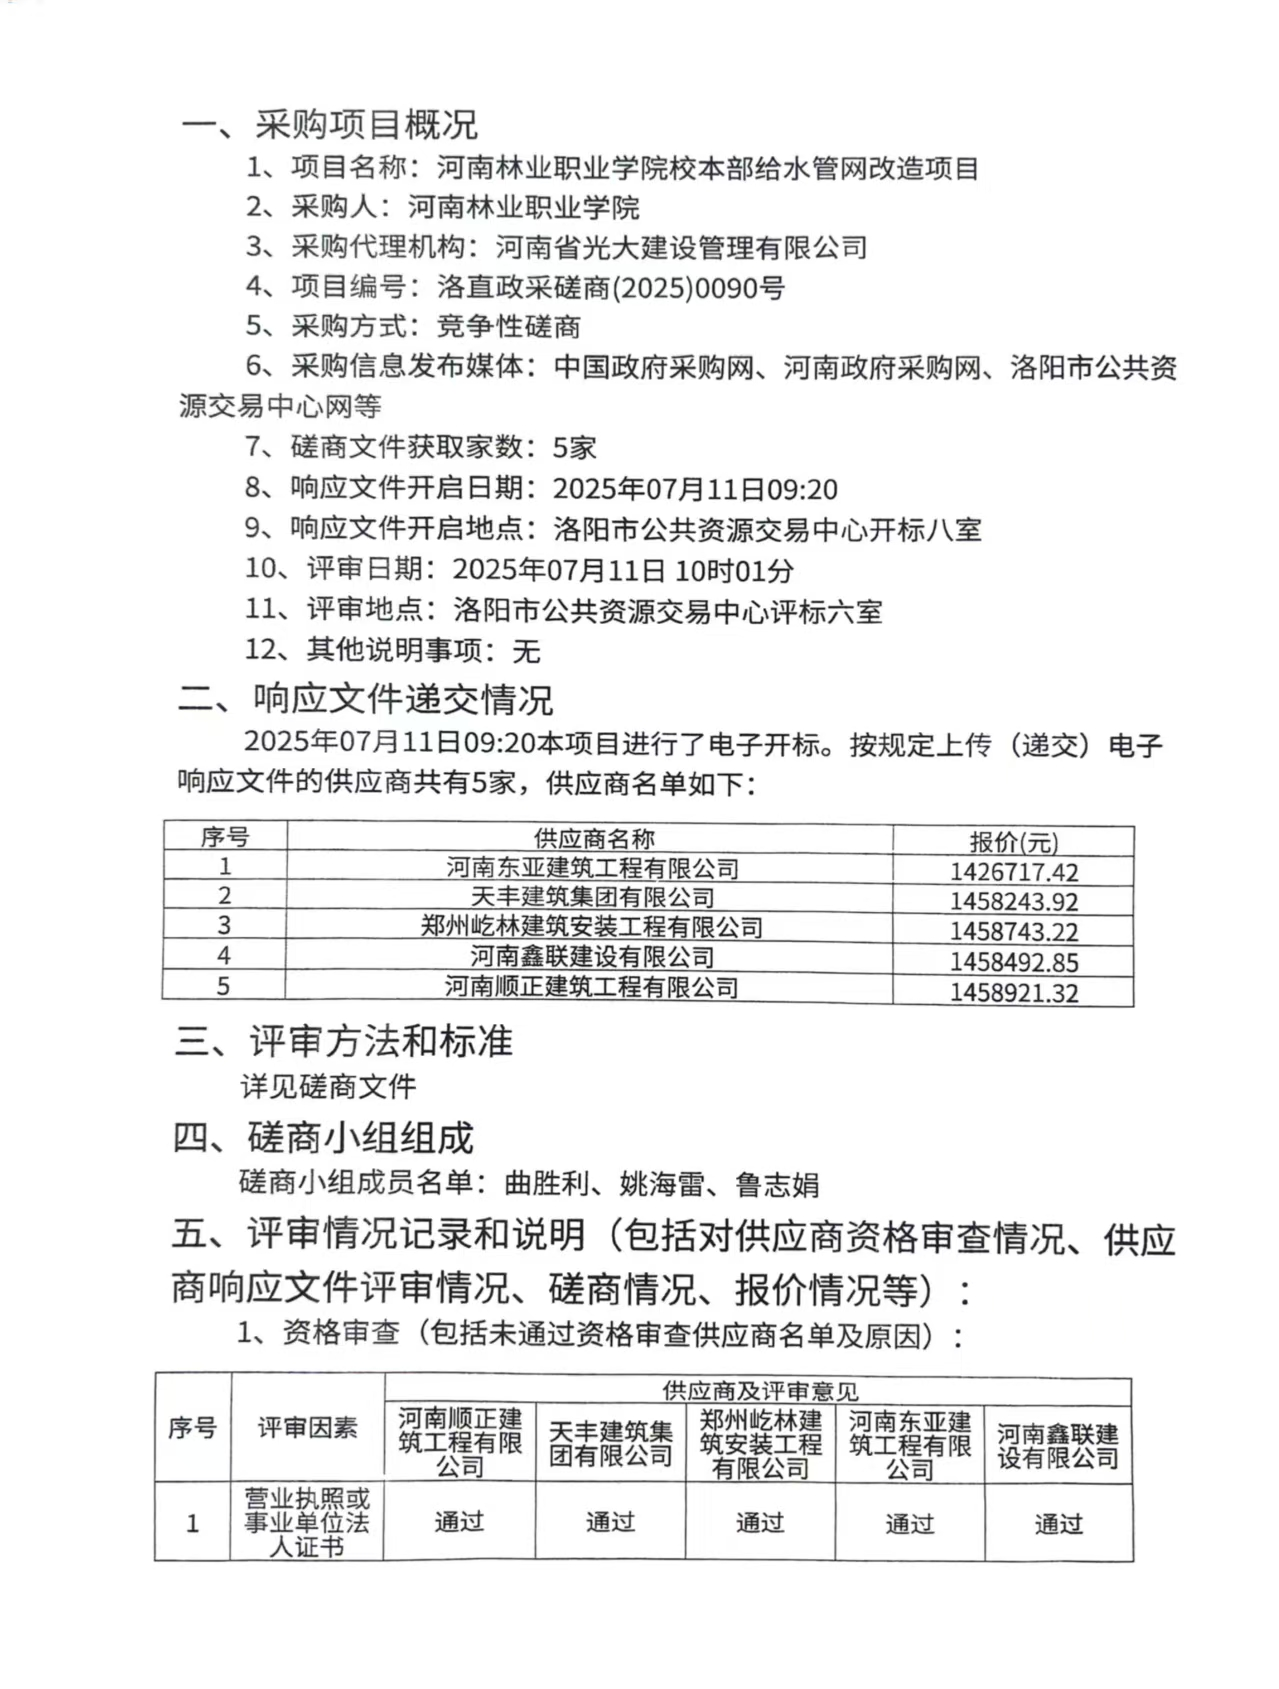 一、采购项目概况
1、项目名称：河南林业职业学院校本部给水管网改造项目
2、采购人：河南林业职业学院
3、采购代理机构：河南省光大建设管理有限公司
4、项目编号：洛直政采磋商(2025)0090号
5、采购方式：竞争性磋商
6、采购信息发布媒体：中国政府采购网、河南政府采购网、洛阳市公共资
源交易中心网等
7、磋商文件获取家数：5家
8、响应文件开启日期：2025年07月11日09:20
9、响应文件开启地点：洛阳市公共资源交易中心开标八室
10、评审日期：2025年07月11日 10时01分
11、评审地点：洛阳市公共资源交易中心评标六室
12、其他说明事项：无
二、响应文件递交情况
2025年07月11日09:20本项目进行了电子开标。按规定上传（递交）电子
响应文件的供应商共有5家，供应商名单如下：
序号 供应商名称 报价(元)
1 河南东亚建筑工程有限公司 1426717.42
2 天丰建筑集团有限公司 1458243.92
3 郑州屹林建筑安装工程有限公司 1458743.22
4 河南鑫联建设有限公司 1458492.85
5 河南顺正建筑工程有限公司 1458921.32
三、评审方法和标准
详见磋商文件
四、磋商小组组成
磋商小组成员名单：曲胜利、姚海雷、鲁志娟
五、评审情况记录和说明（包括对供应商资格审查情况、供应
商响应文件评审情况、磋商情况、报价情况等）：
1、资格审查（包括未通过资格审查供应商名单及原因）：
序号 评审因素 供应商及评审意见
河南顺正建
筑工程有限
公司
天丰建筑集
团有限公司
郑州屹林建
筑安装工程
有限公司
河南东亚建
筑工程有限
公司
河南鑫联建
设有限公司
1
营业执照或
事业单位法
人证书
通过 通过 通过 通过 通过